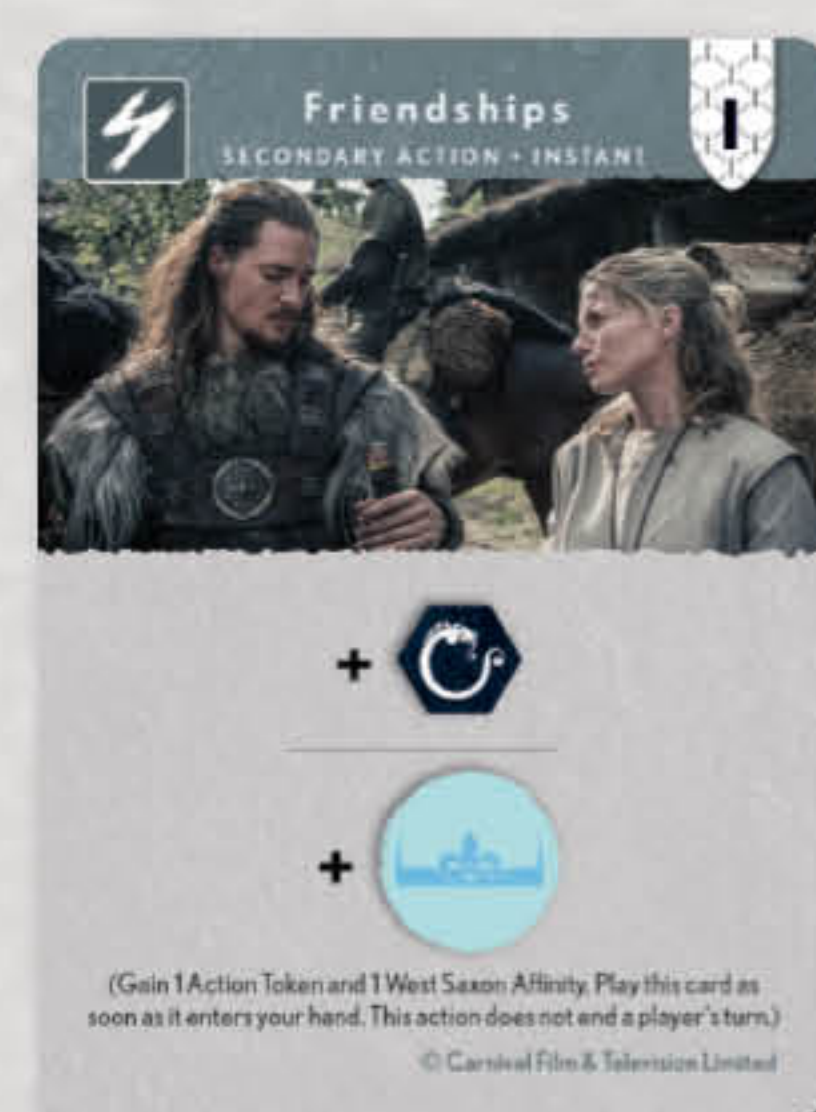 Friendships
SECONDARY ACTION + INSTANT
I
+
+
(Gain 1 Action Token and 1 West Saxon Affinity. Play this card as
soon as it enters your hand. This action does not end a player's turn.)
© Carnival Film & Television Limited